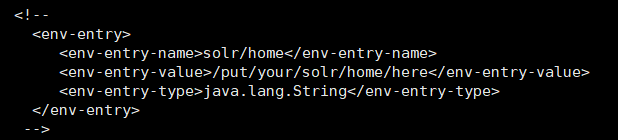 <!--
<env-entry>
<env-entry-name>solr/home</env-entry-name>
<env-entry-value>/put/your/solr/home/here</env-entry-value>
<env-entry-type>java.lang.String</env-entry-type>
</env-entry>
-->